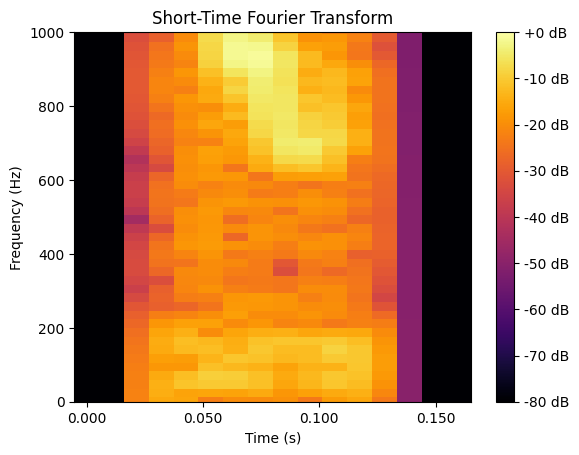 Short-Time Fourier Transform
1000
800
600
400
200
0
Frequency (Hz)
0.000
0.050
0.100
0.150
Time (s)
+0 dB
-10 dB
-20 dB
-30 dB
-40 dB
-50 dB
-60 dB
-70 dB
-80 dB